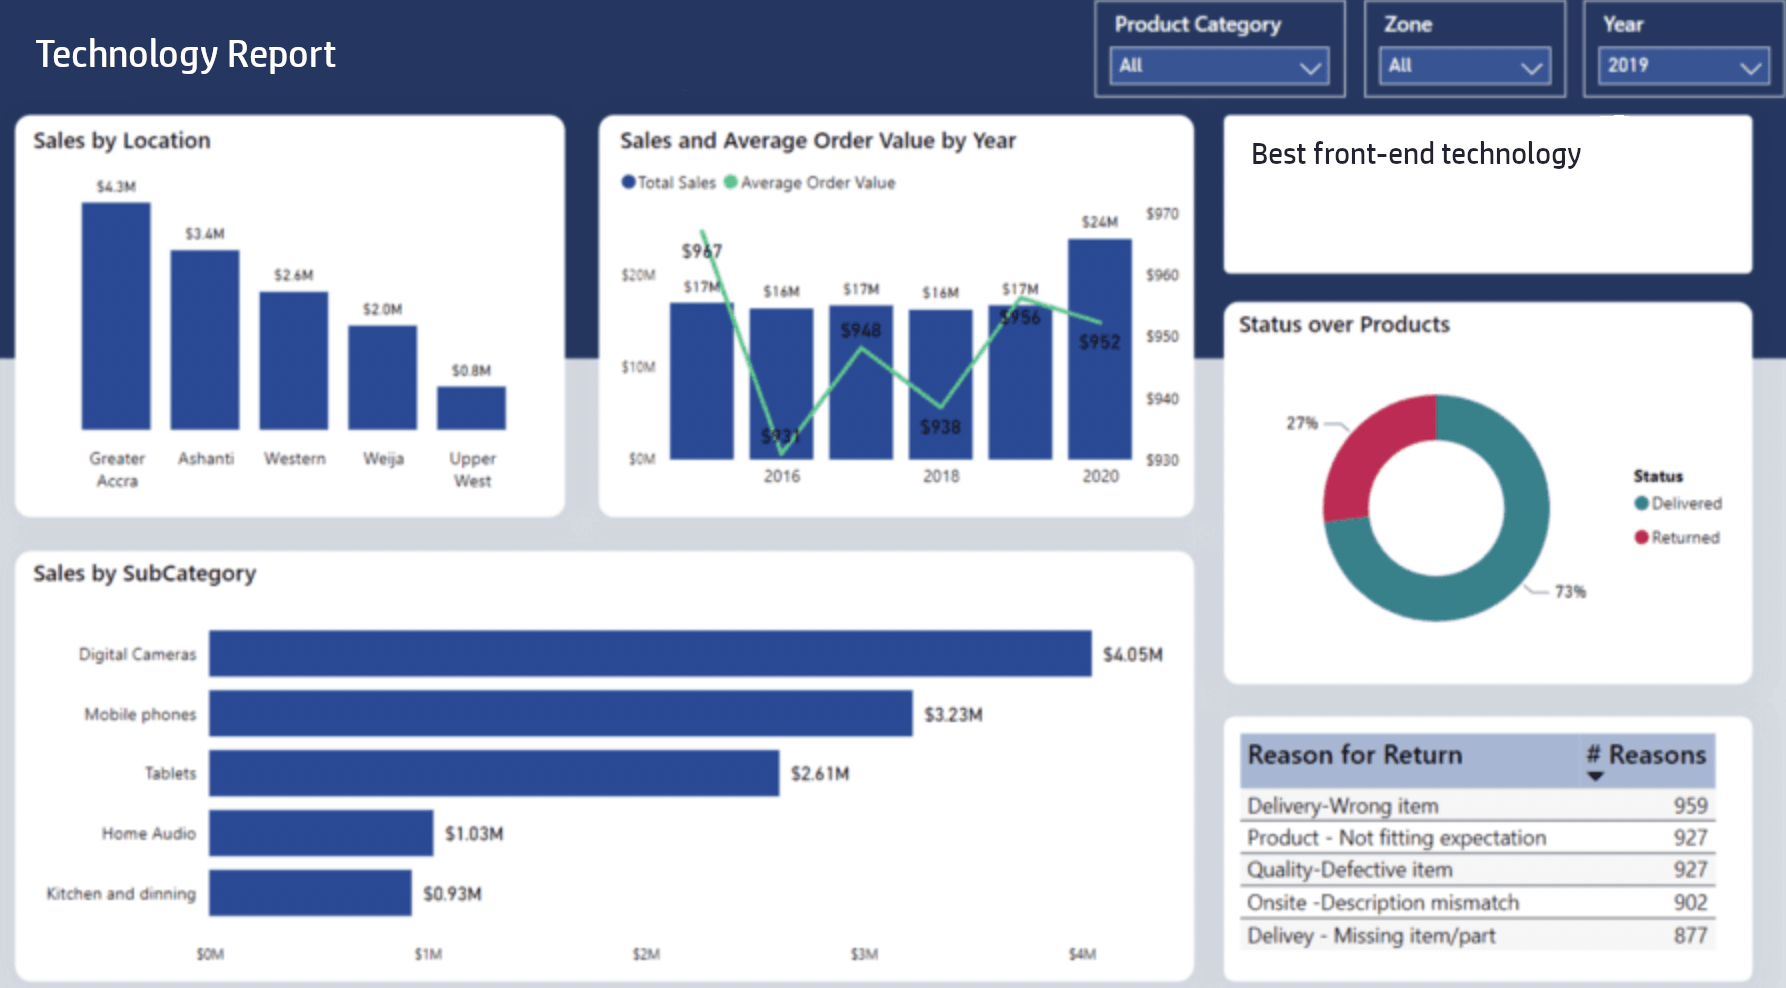 Technology Report
Product Category
All
Zone
All
Year
2019
Sales by Location
$4.3M
$3.4M
$2.6M
$2.0M
$0.8M
Greater Accra
Ashanti
Western
Weija
Upper West
Sales and Average Order Value by Year
Total Sales
Average Order Value
$20M
$10M
$0M
$17M
$16M
$17M
$16M
$17M
$24M
$967
$931
$948
$938
$956
$952
$970
$960
$950
$940
$930
2016
2018
2020
Best front-end technology
Status over Products
27%
73%
Status
Delivered
Returned
Sales by SubCategory
Digital Cameras
$4.05M
Mobile phones
$3.23M
Tablets
$2.61M
Home Audio
$1.03M
Kitchen and dinning
$0.93M
$0M
$1M
$2M
$3M
$4M
Reason for Return # Reasons
Delivery-Wrong item 959
Product - Not fitting expectation 927
Quality-Defective item 927
Onsite -Description mismatch 902
Delivey - Missing item/part 877